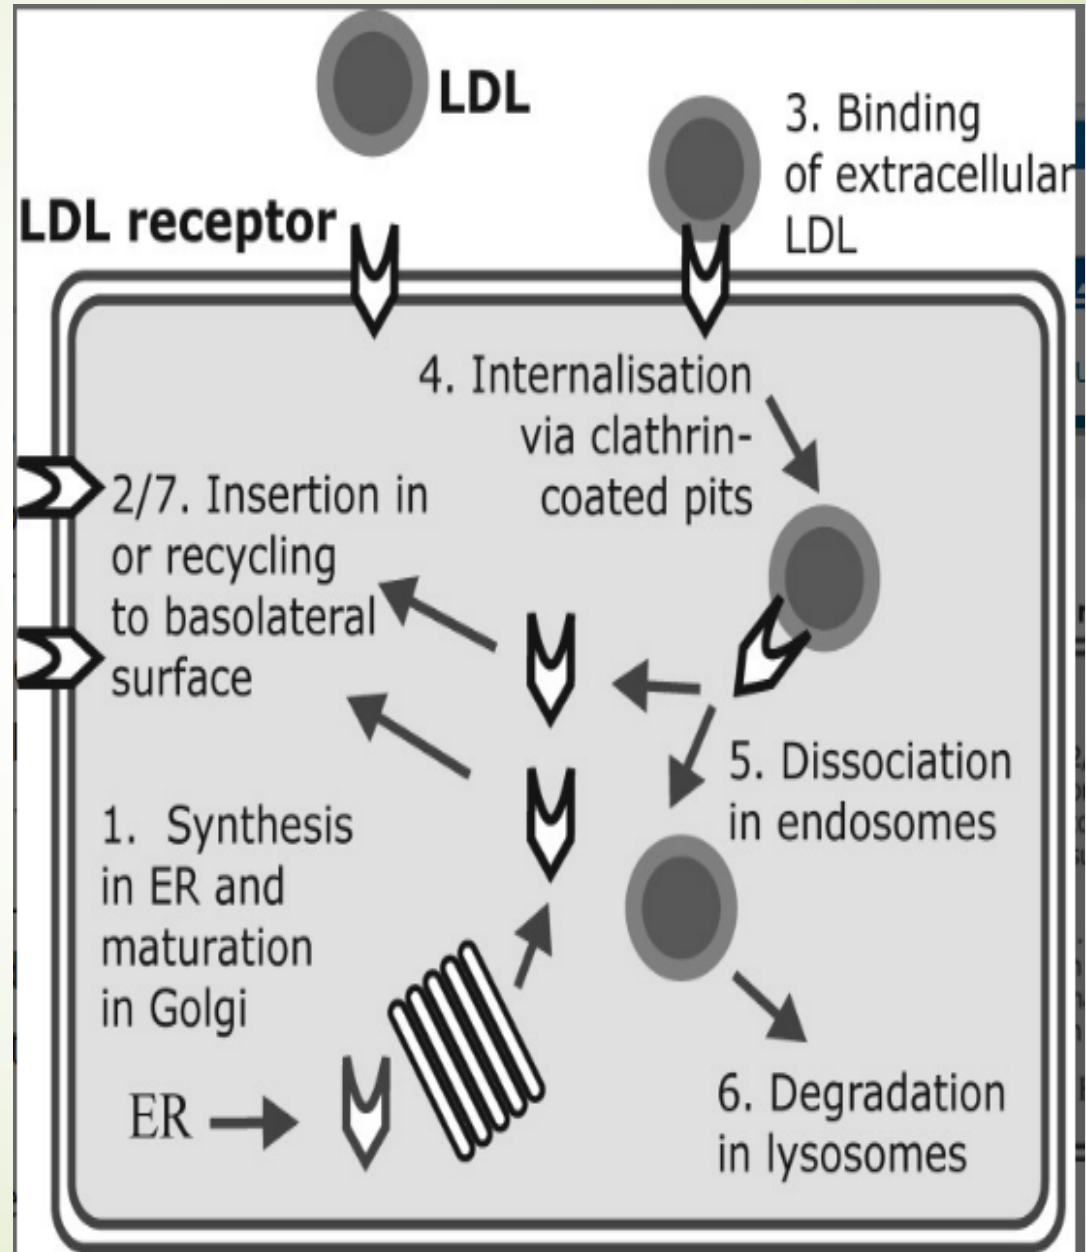 LDL
3. Binding
of extracellular
LDL
LDL receptor
4. Internalisation
via clathrin-
coated pits
2/7. Insertion in
or recycling
to basolateral
surface
5. Dissociation
in endosomes
1. Synthesis
in ER and
maturation
in Golgi
ER
6. Degradation
in lysosomes